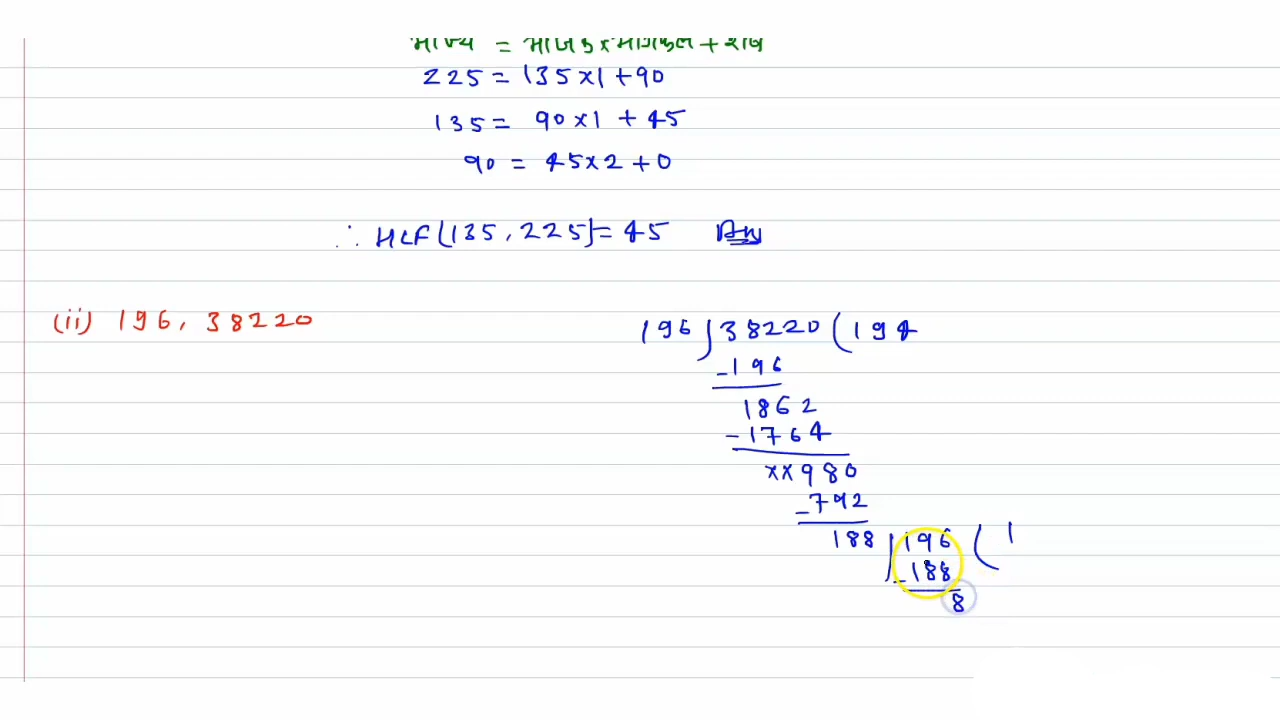 225 = 135 x 1 + 90
135 = 90 x 1 + 45
90 = 45 x 2 + 0
∴ HCF (135, 225) = 45 Ans
(ii) 196, 38220
196 ) 38220 ( 194
- 196
1862
- 1764
xx980
- 792
188 ) 196 ( 1
- 188
8